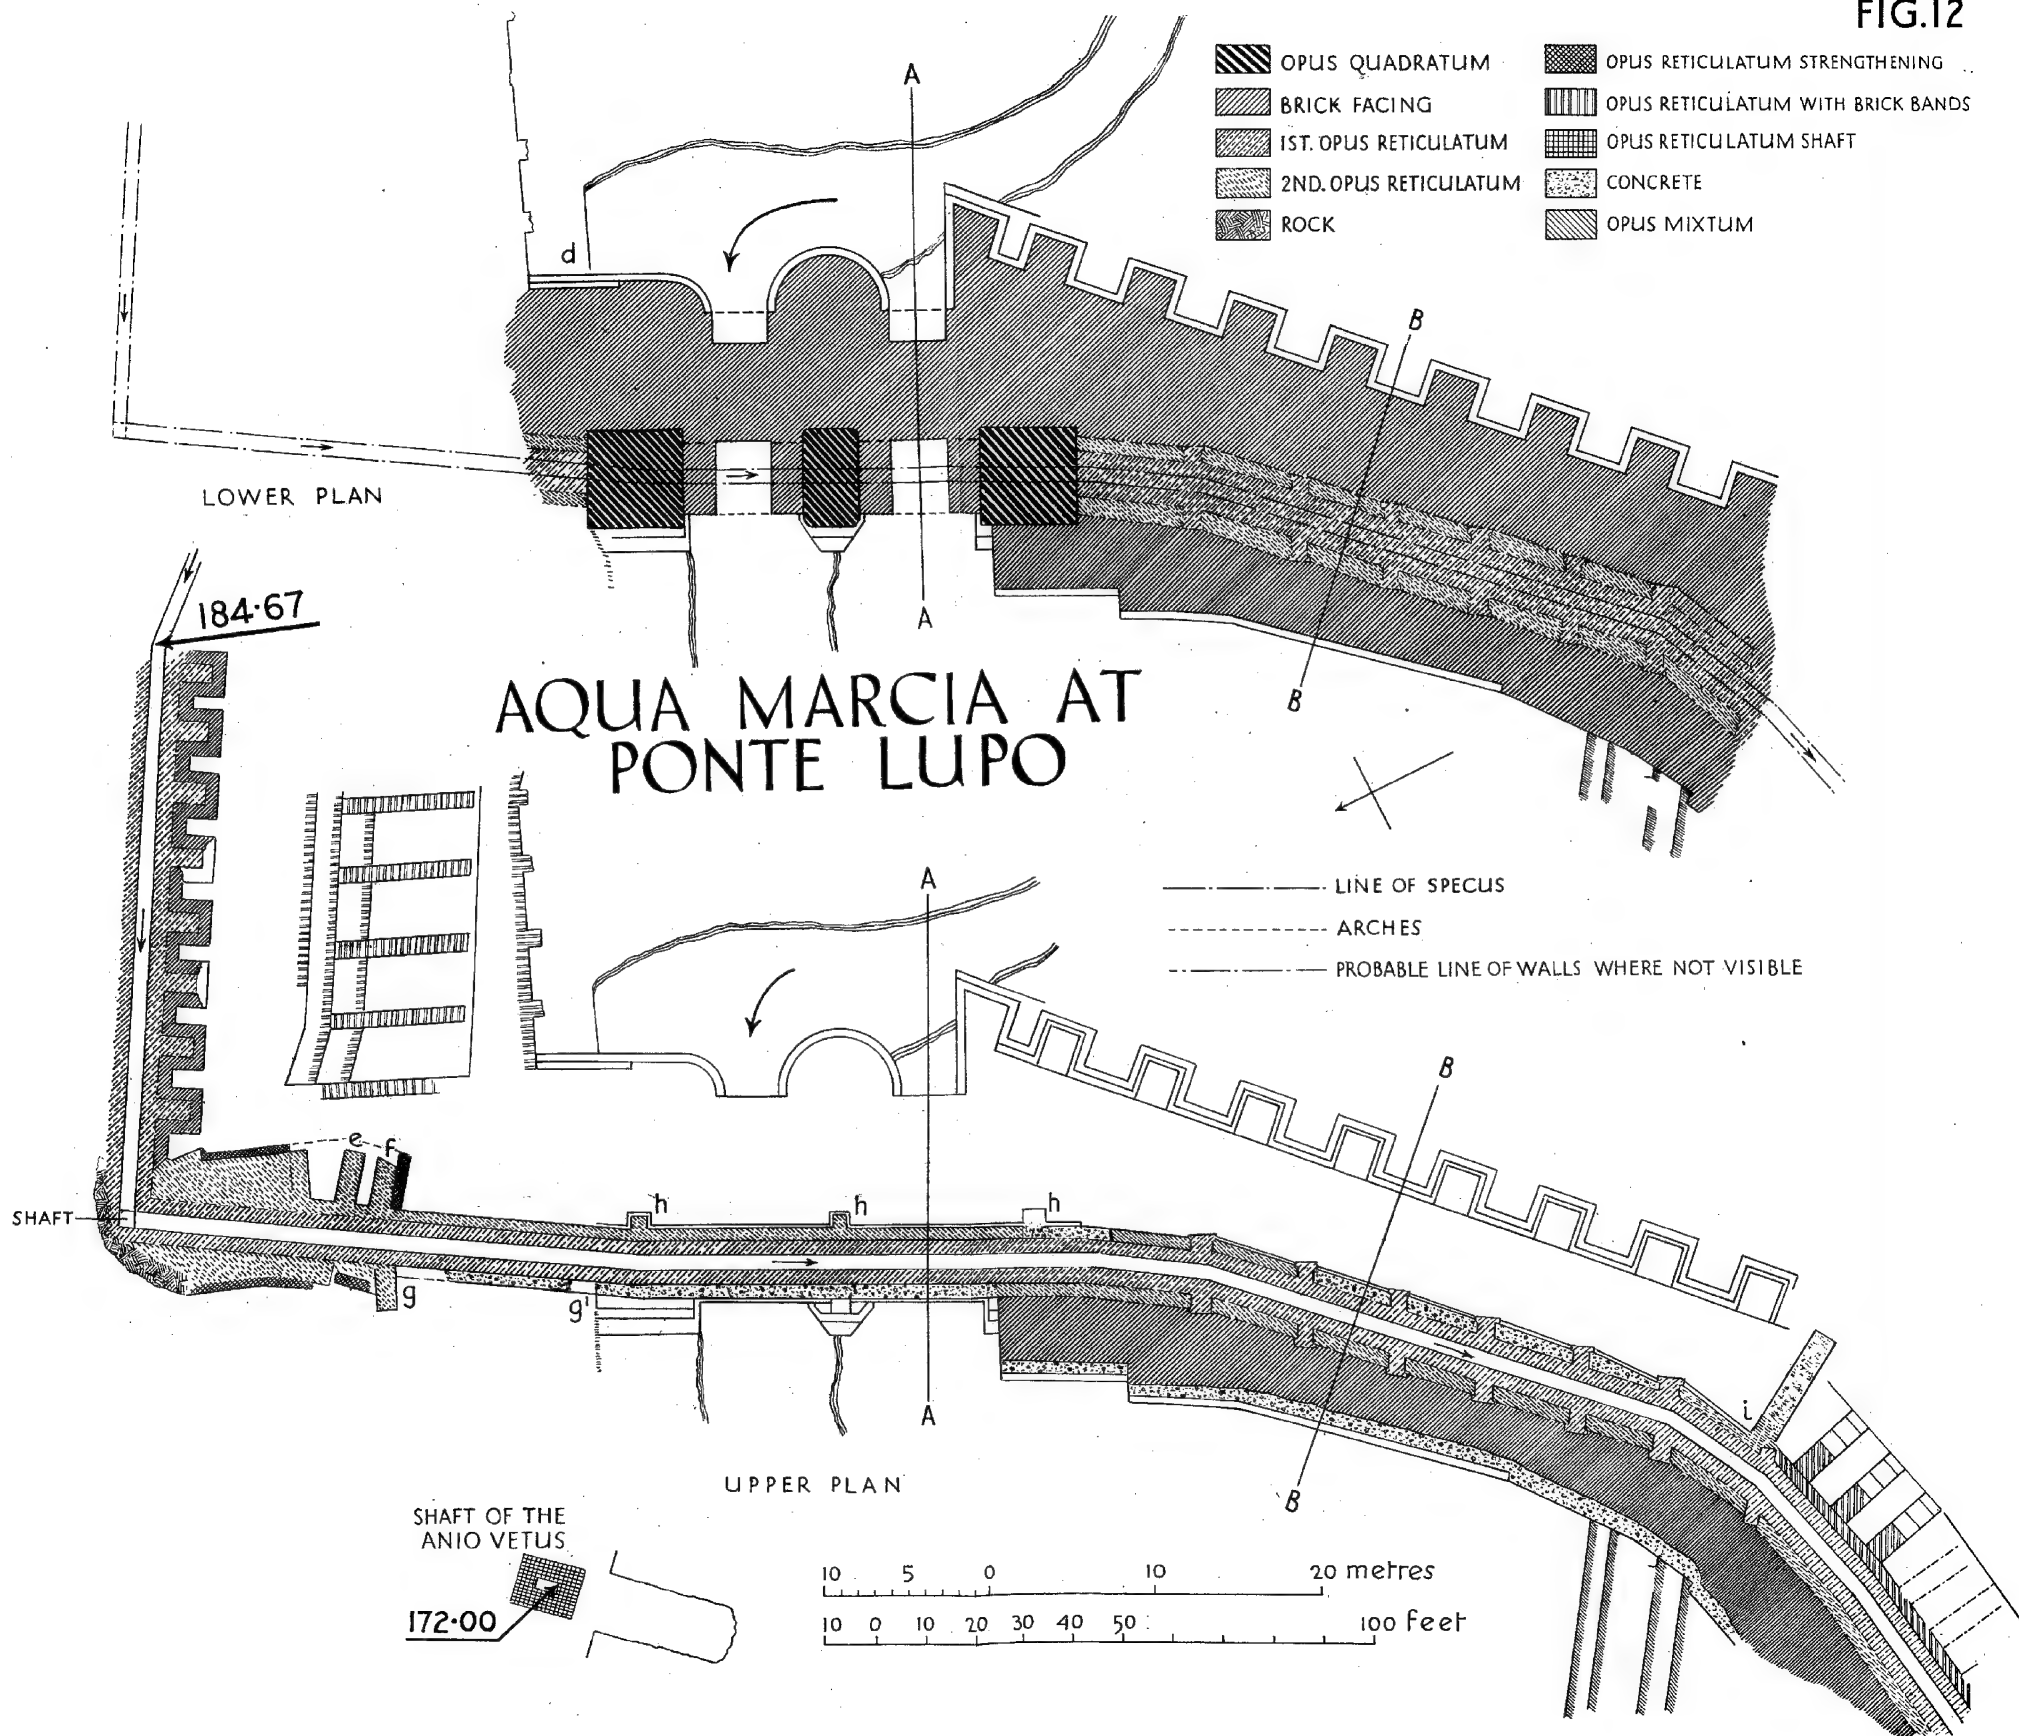 FIG.12
OPUS QUADRATUM
BRICK FACING
1ST. OPUS RETICULATUM
2ND. OPUS RETICULATUM
ROCK
OPUS RETICULATUM STRENGTHENING
OPUS RETICULATUM WITH BRICK BANDS
OPUS RETICULATUM SHAFT
CONCRETE
OPUS MIXTUM
A
d
B
LOWER PLAN
A
B
184·67
AQUA MARCIA AT
PONTE LUPO
LINE OF SPECUS
ARCHES
PROBABLE LINE OF WALLS WHERE NOT VISIBLE
A
B
e f
SHAFT
h h h
g g'
i
A
B
UPPER PLAN
SHAFT OF THE
ANIO VETUS
172·00
10 5 0 10 20 metres
10 0 10 20 30 40 50 100 feet